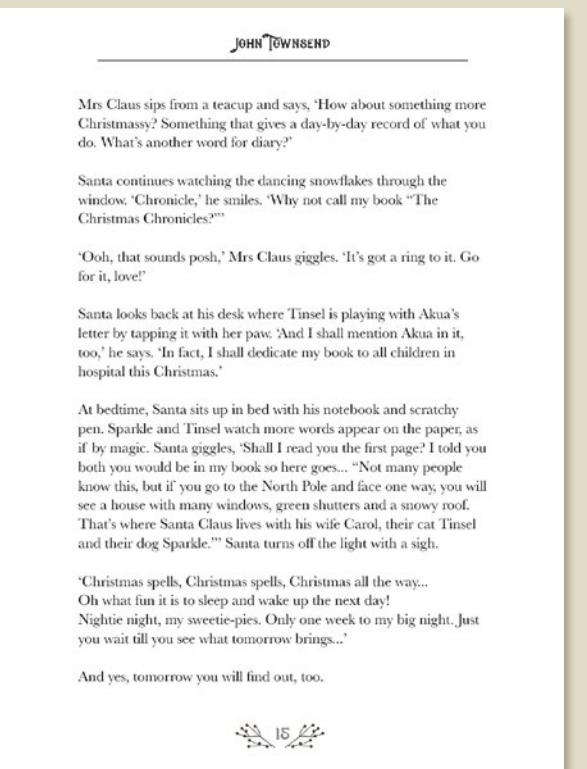 JOHN TOWNSEND
Mrs Claus sips from a teacup and says, ‘How about something more
Christmassy? Something that gives a day-by-day record of what you
do. What’s another word for diary?’
Santa continues watching the dancing snowflakes through the
window. ‘Chronicle,’ he smiles. ‘Why not call my book “The
Christmas Chronicles?”’
‘Ooh, that sounds posh,’ Mrs Claus giggles. ‘It’s got a ring to it. Go
for it, love!’
Santa looks back at his desk where Tinsel is playing with Akua’s
letter by tapping it with her paw. ‘And I shall mention Akua in it,
too,’ he says. ‘In fact, I shall dedicate my book to all children in
hospital this Christmas.’
At bedtime, Santa sits up in bed with his notebook and scratchy
pen. Sparkle and Tinsel watch more words appear on the paper, as
if by magic. Santa giggles, ‘Shall I read you the first page? I told you
both you would be in my book so here goes... “Not many people
know this, but if you go to the North Pole and face one way, you will
see a house with many windows, green shutters and a snowy roof.
That’s where Santa Claus lives with his wife Carol, their cat Tinsel
and their dog Sparkle.”’ Santa turns off the light with a sigh.
‘Christmas spells, Christmas spells, Christmas all the way...
Oh what fun it is to sleep and wake up the next day!
Nightie night, my sweetie-pies. Only one week to my big night. Just
you wait till you see what tomorrow brings...’
And yes, tomorrow you will find out, too.
15